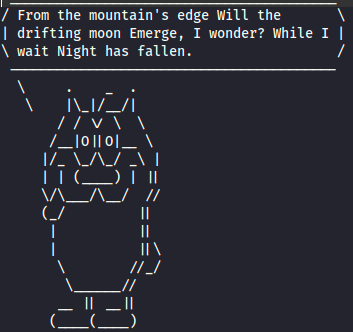 From the mountain's edge Will the
drifting moon Emerge, I wonder? While I
wait Night has fallen.